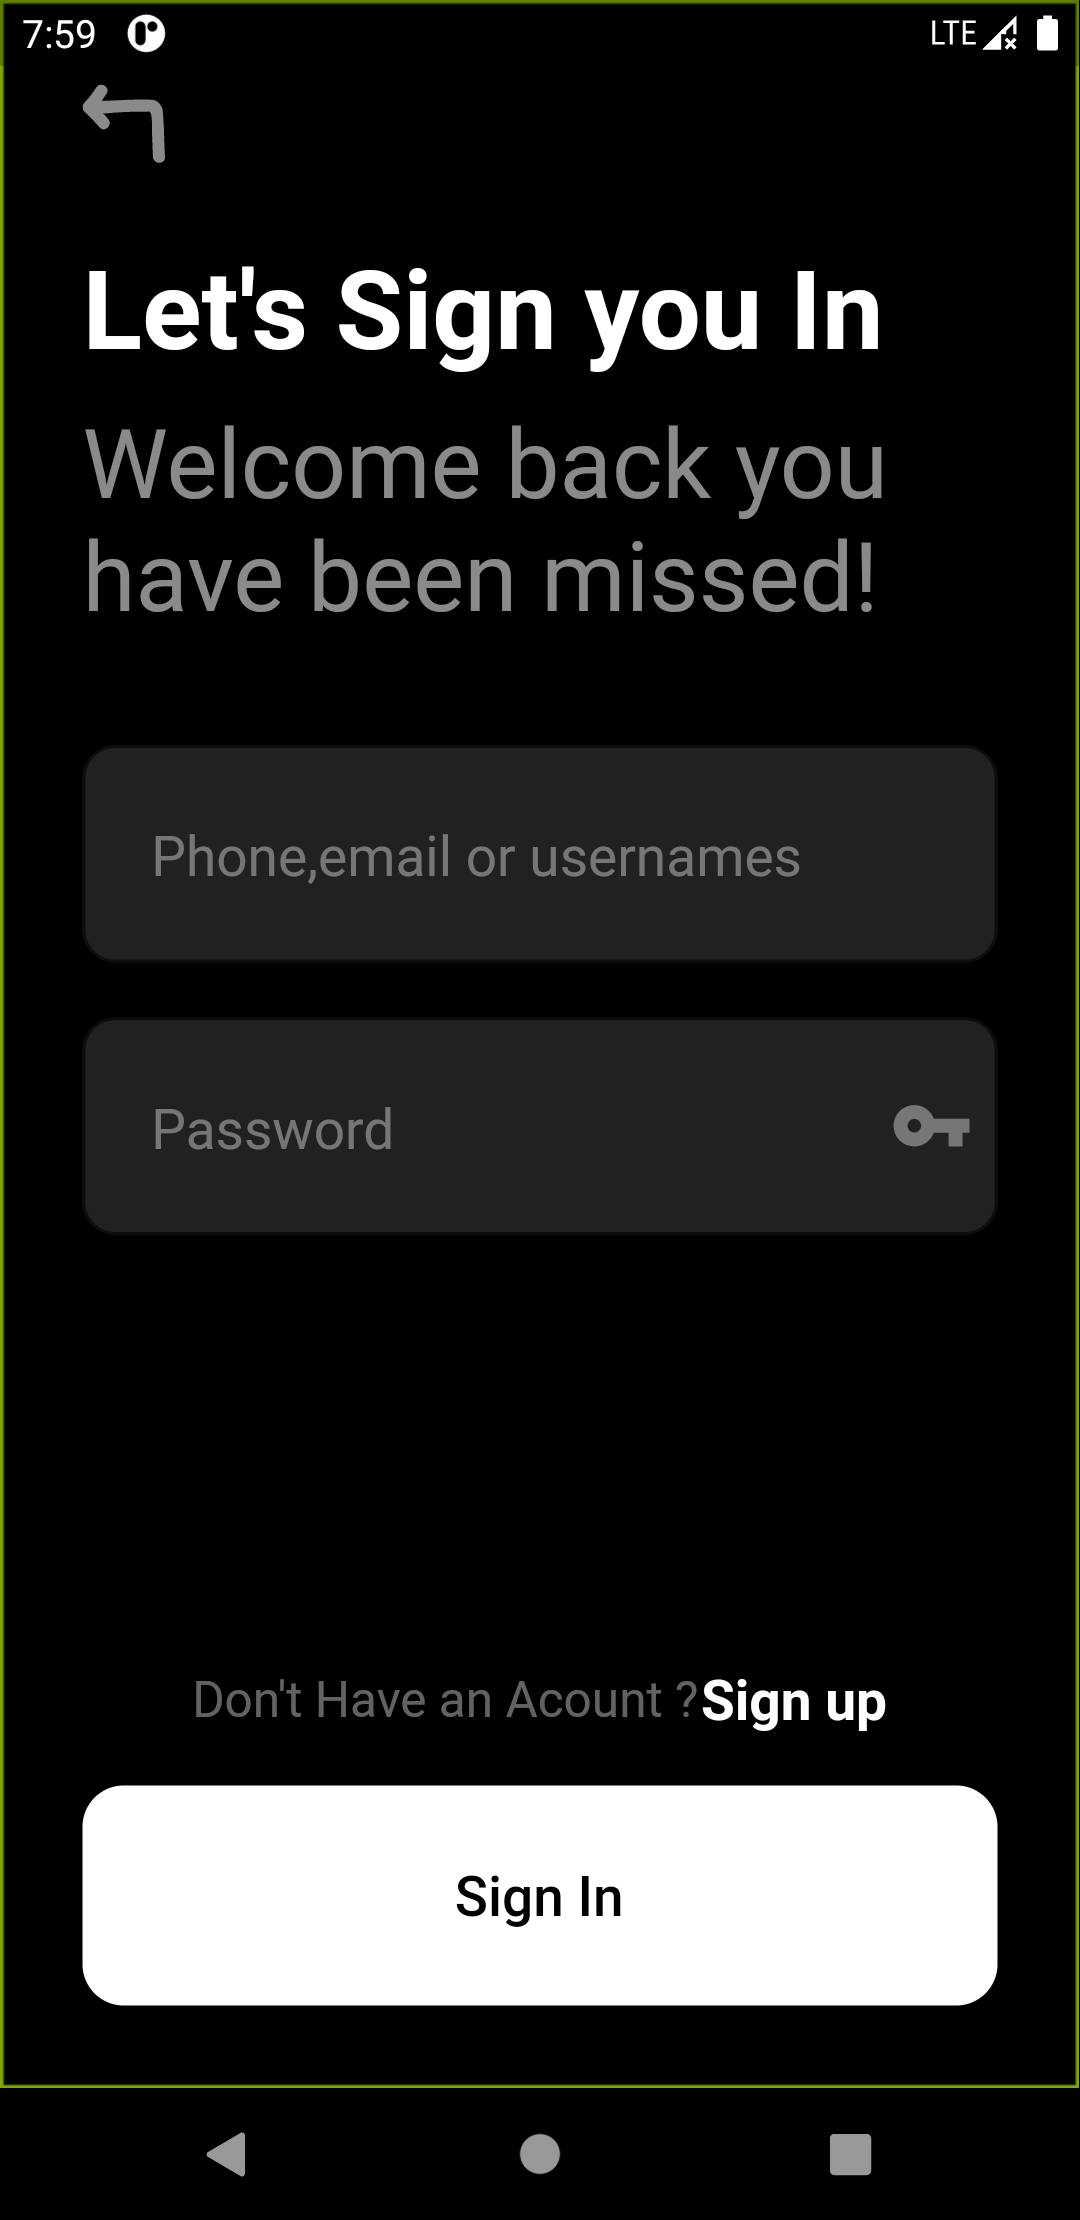 7:59
LTE
Let's Sign you In
Welcome back you
have been missed!
Phone,email or usernames
Password
Don't Have an Acount ?Sign up
Sign In